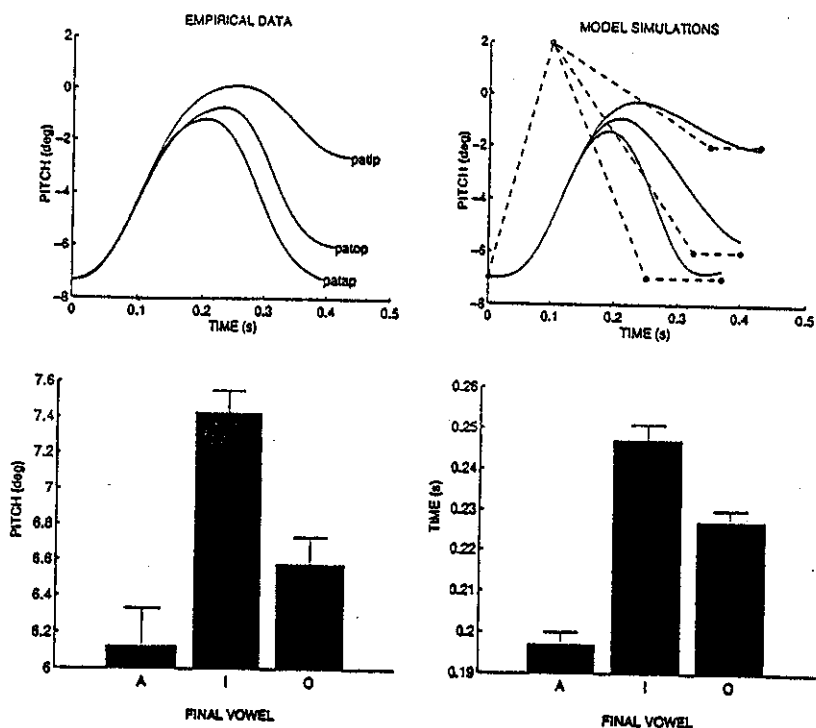 EMPIRICAL DATA
PITCH (deg)
2
0
−2
−4
−6
−8
patip
patop
patap
0
0.1
0.2
0.3
0.4
0.5
TIME (s)
MODEL SIMULATIONS
PITCH (deg)
2
0
−2
−4
−6
−8
0
0.1
0.2
0.3
0.4
0.5
TIME (s)
PITCH (deg)
7.6
7.4
7.2
7
6.8
6.6
6.4
6.2
6
A
I
O
FINAL VOWEL
TIME (s)
0.26
0.25
0.24
0.23
0.22
0.21
0.2
0.19
A
I
O
FINAL VOWEL